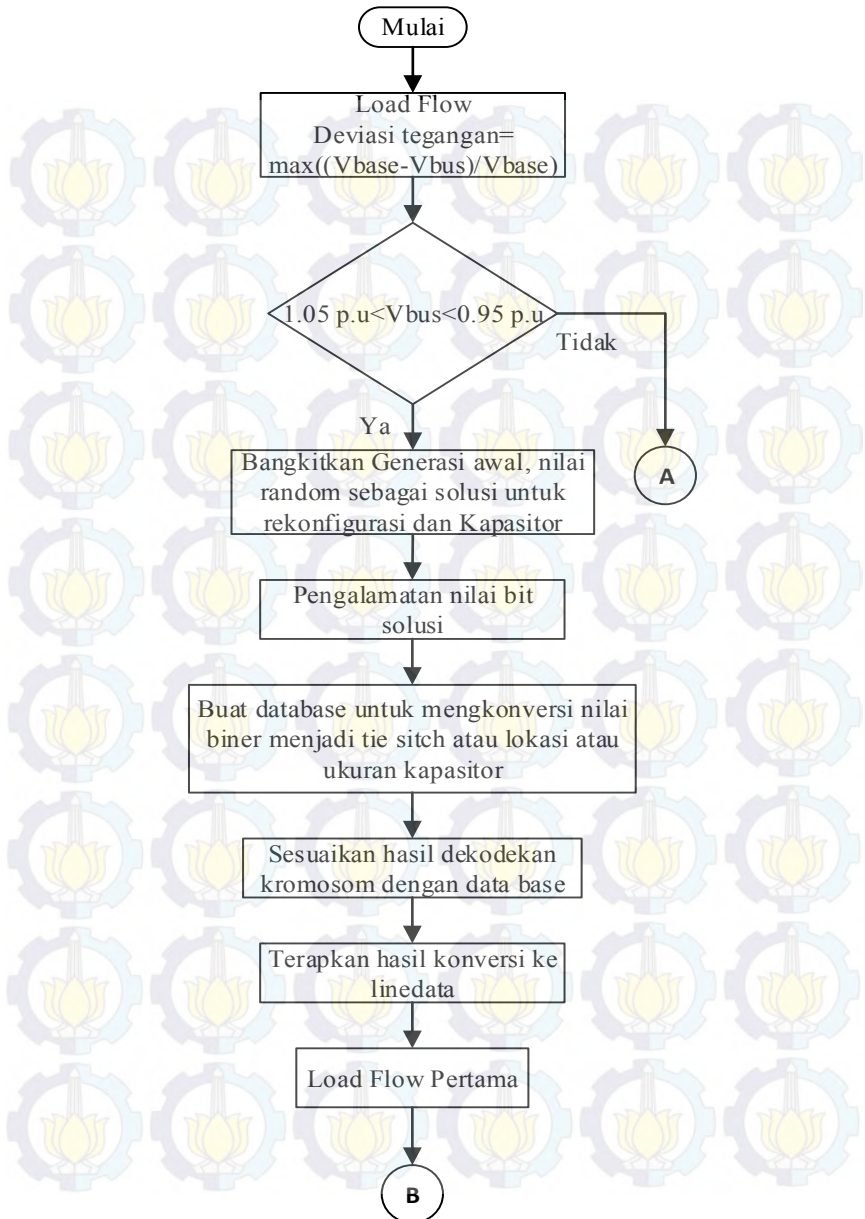 Mulai
Load Flow
Deviasi tegangan=
max((Vbase-Vbus)/Vbase)
1.05 p.u<Vbus<0.95 p.u
Tidak
Ya
Bangkitkan Generasi awal, nilai
random sebagai solusi untuk
rekonfigurasi dan Kapasitor
A
Pengalamatan nilai bit
solusi
Buat database untuk mengkonversi nilai
biner menjadi tie sitch atau lokasi atau
ukuran kapasitor
Sesuaikan hasil dekodekan
kromosom dengan data base
Terapkan hasil konversi ke
linedata
Load Flow Pertama
B